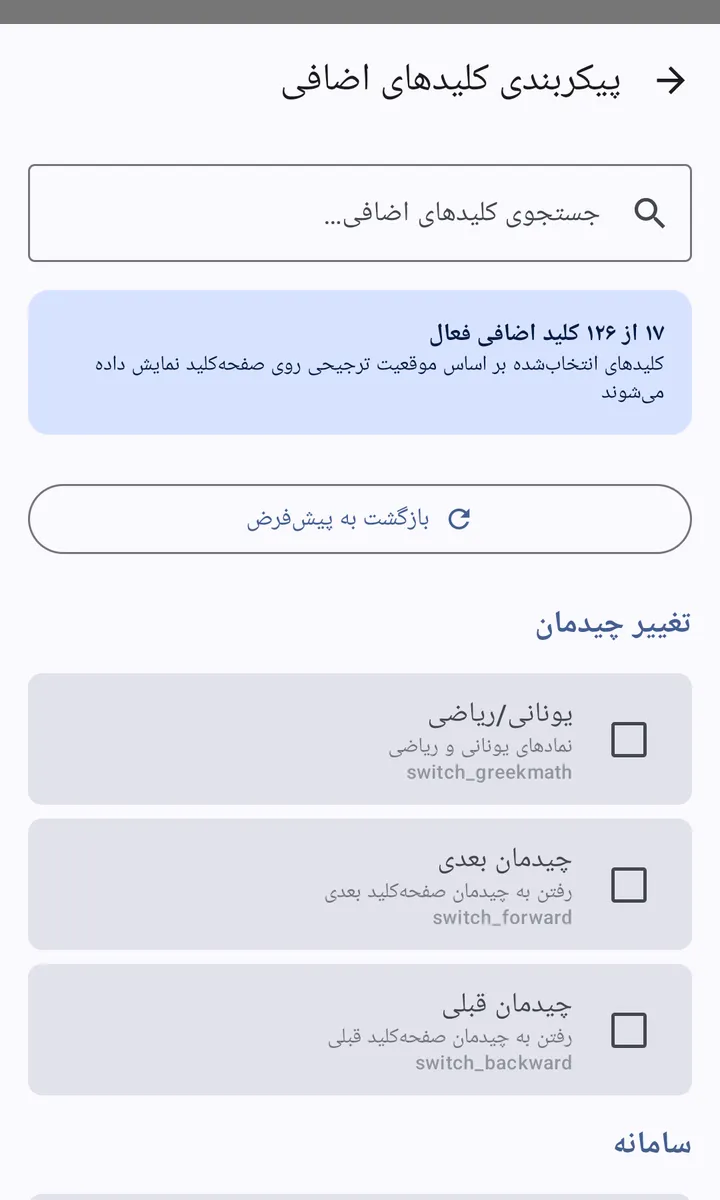 پیکربندی کلیدهای اضافی
جستجوی کلیدهای اضافی...
۱۷ از ۱۲۶ کلید اضافی فعال
کلیدهای انتخاب‌شده بر اساس موقعیت ترجیحی روی صفحه‌کلید نمایش داده
می‌شوند
بازگشت به پیش‌فرض
تغییر چیدمان
یونانی/ریاضی
نمادهای یونانی و ریاضی
switch_greekmath
چیدمان بعدی
رفتن به چیدمان صفحه‌کلید بعدی
switch_forward
چیدمان قبلی
رفتن به چیدمان صفحه‌کلید قبلی
switch_backward
سامانه